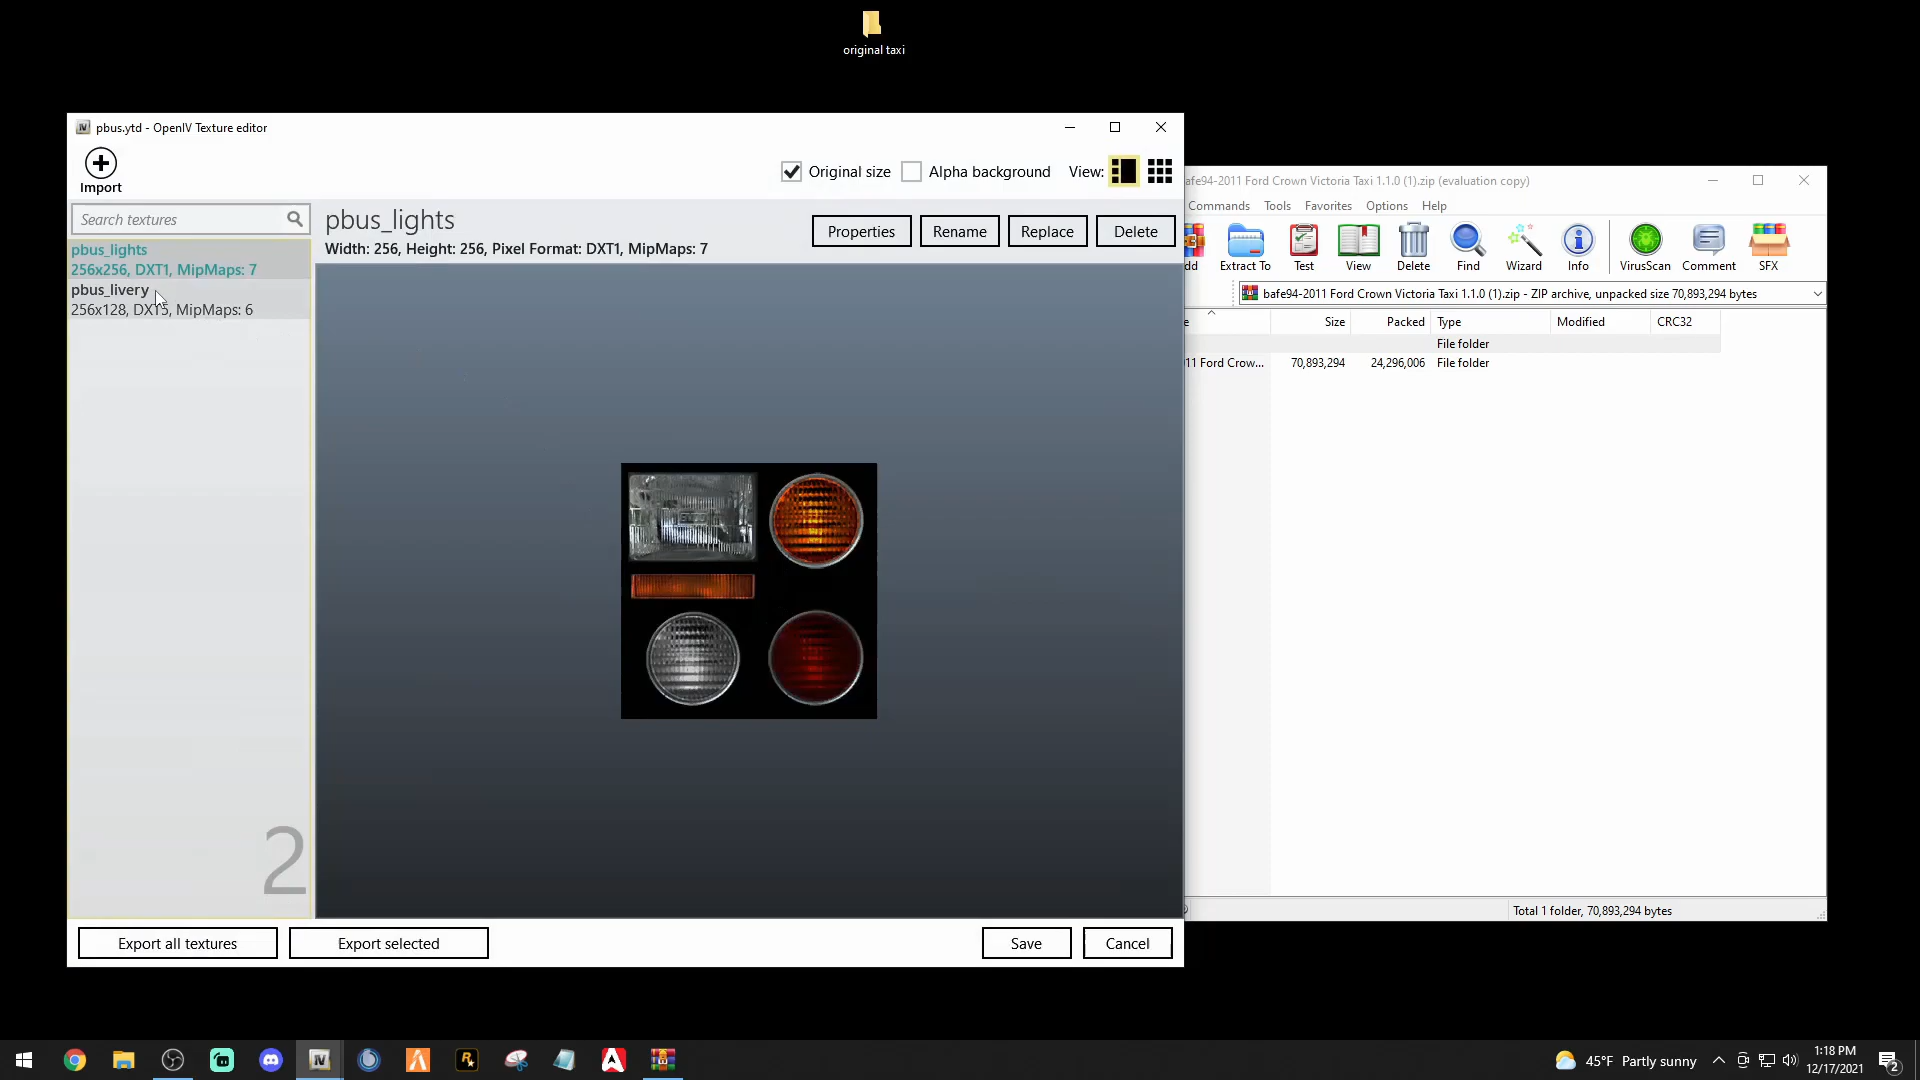 original taxi
pbus.ytd - OpenIV Texture editor
Import
Original size
Alpha background
View:
Search textures
pbus_lights
256x256, DXT1, MipMaps: 7
pbus_livery
256x128, DXT5, MipMaps: 6
2
pbus_lights
Width: 256, Height: 256, Pixel Format: DXT1, MipMaps: 7
Properties
Rename
Replace
Delete
Export all textures
Export selected
Save
Cancel
afe94-2011 Ford Crown Victoria Taxi 1.1.0 (1).zip (evaluation copy)
Commands Tools Favorites Options Help
dd Extract To Test View Delete Find Wizard Info VirusScan Comment SFX
bafe94-2011 Ford Crown Victoria Taxi 1.1.0 (1).zip - ZIP archive, unpacked size 70,893,294 bytes
e Size Packed Type Modified CRC32
File folder
11 Ford Crow... 70,893,294 24,296,006 File folder
Total 1 folder, 70,893,294 bytes
45°F Partly sunny
1:18 PM
12/17/2021
2